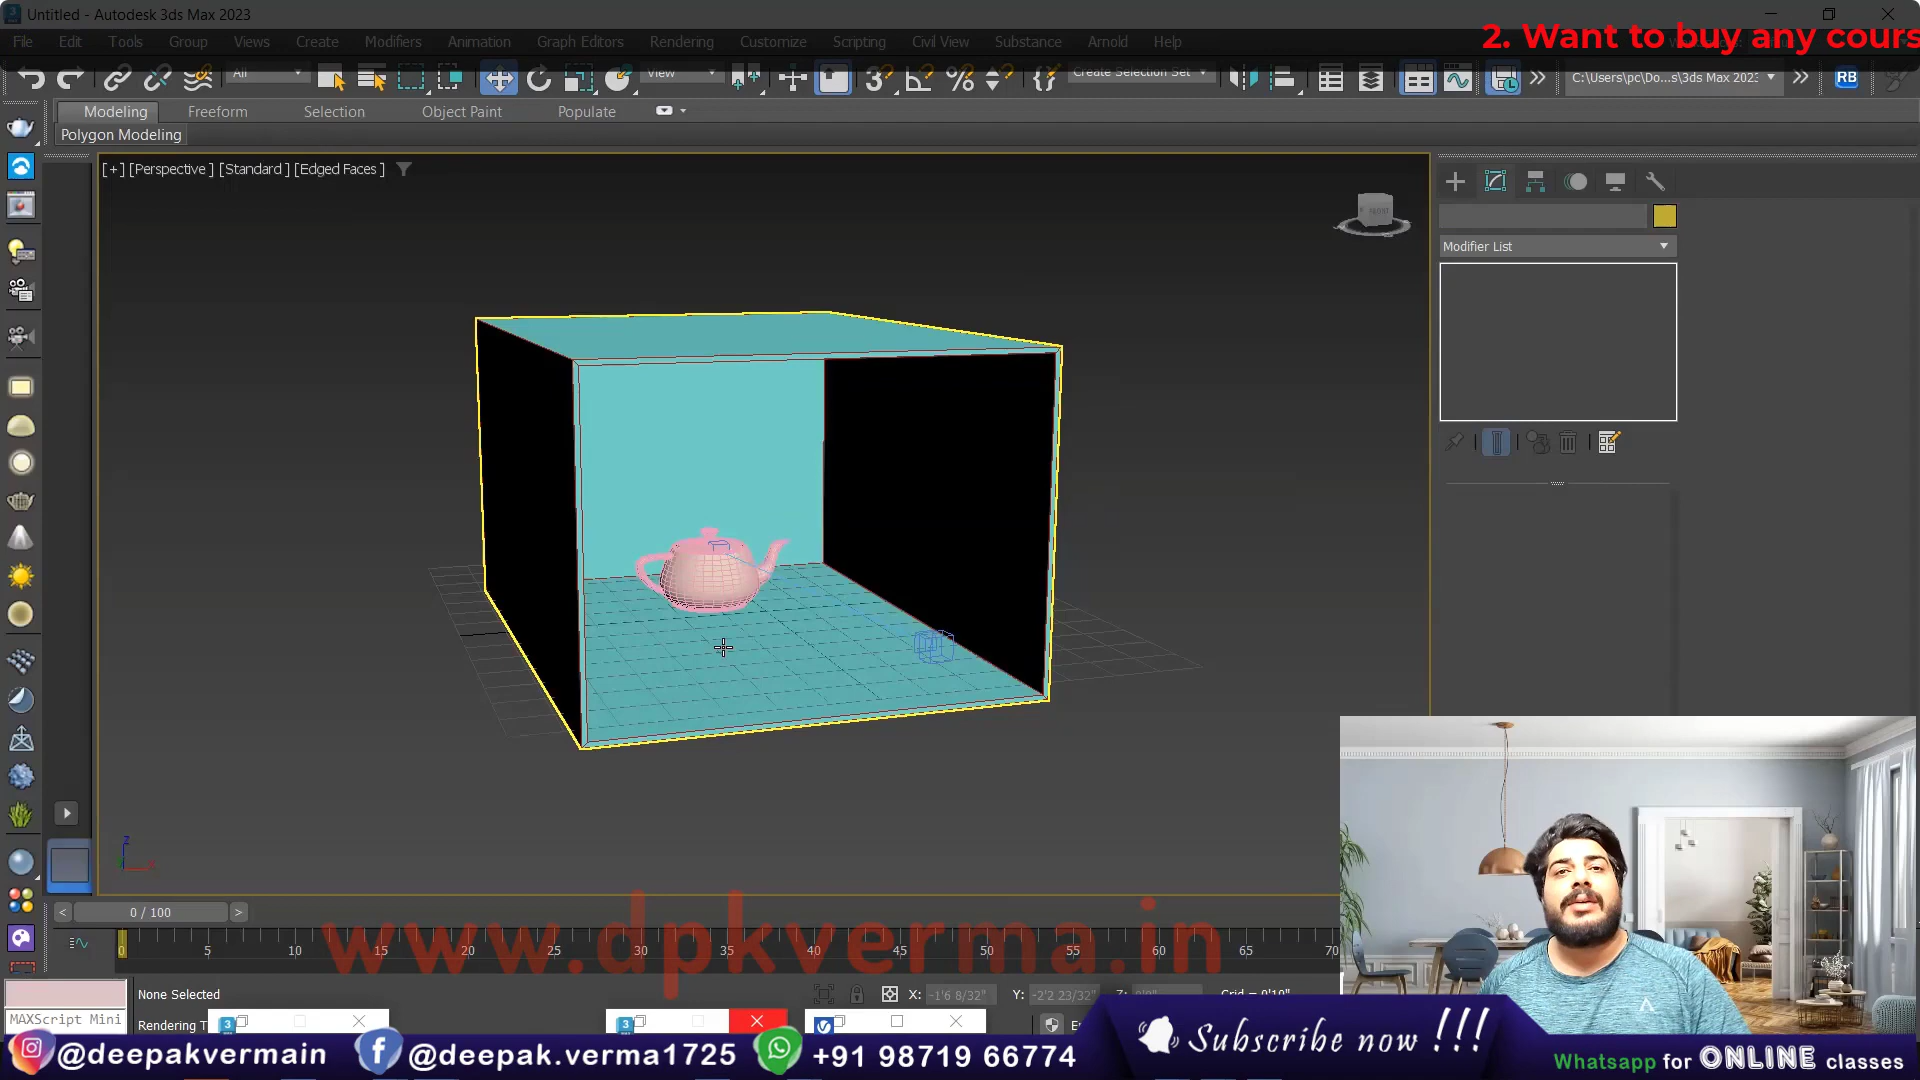 Untitled - Autodesk 3ds Max 2023
File Edit Tools Group Views Create Modifiers Animation Graph Editors Rendering Customize Scripting Civil View Substance Arnold Help
2. Want to buy any cours
All
View
Create Selection Set
C:\Users\pc\Do...s\3ds Max 202
RB
Modeling Freeform Selection Object Paint Populate
Polygon Modeling
[+] [Perspective ] [Standard ] [Edged Faces ]
Modifier List
0 / 100
0 5 10 15 20 25 30 35 40 45 50 55 60 65 70
www.dpkverma.in
None Selected
X: -1'6 8/32" Y: -2'2 23/32" Z: 0'0" Grid = 0'10"
MAXScript Mini
Rendering T
@deepakvermain
@deepak.verma1725
+91 98719 66774
Subscribe now !!!
Whatsapp for ONLINE classes